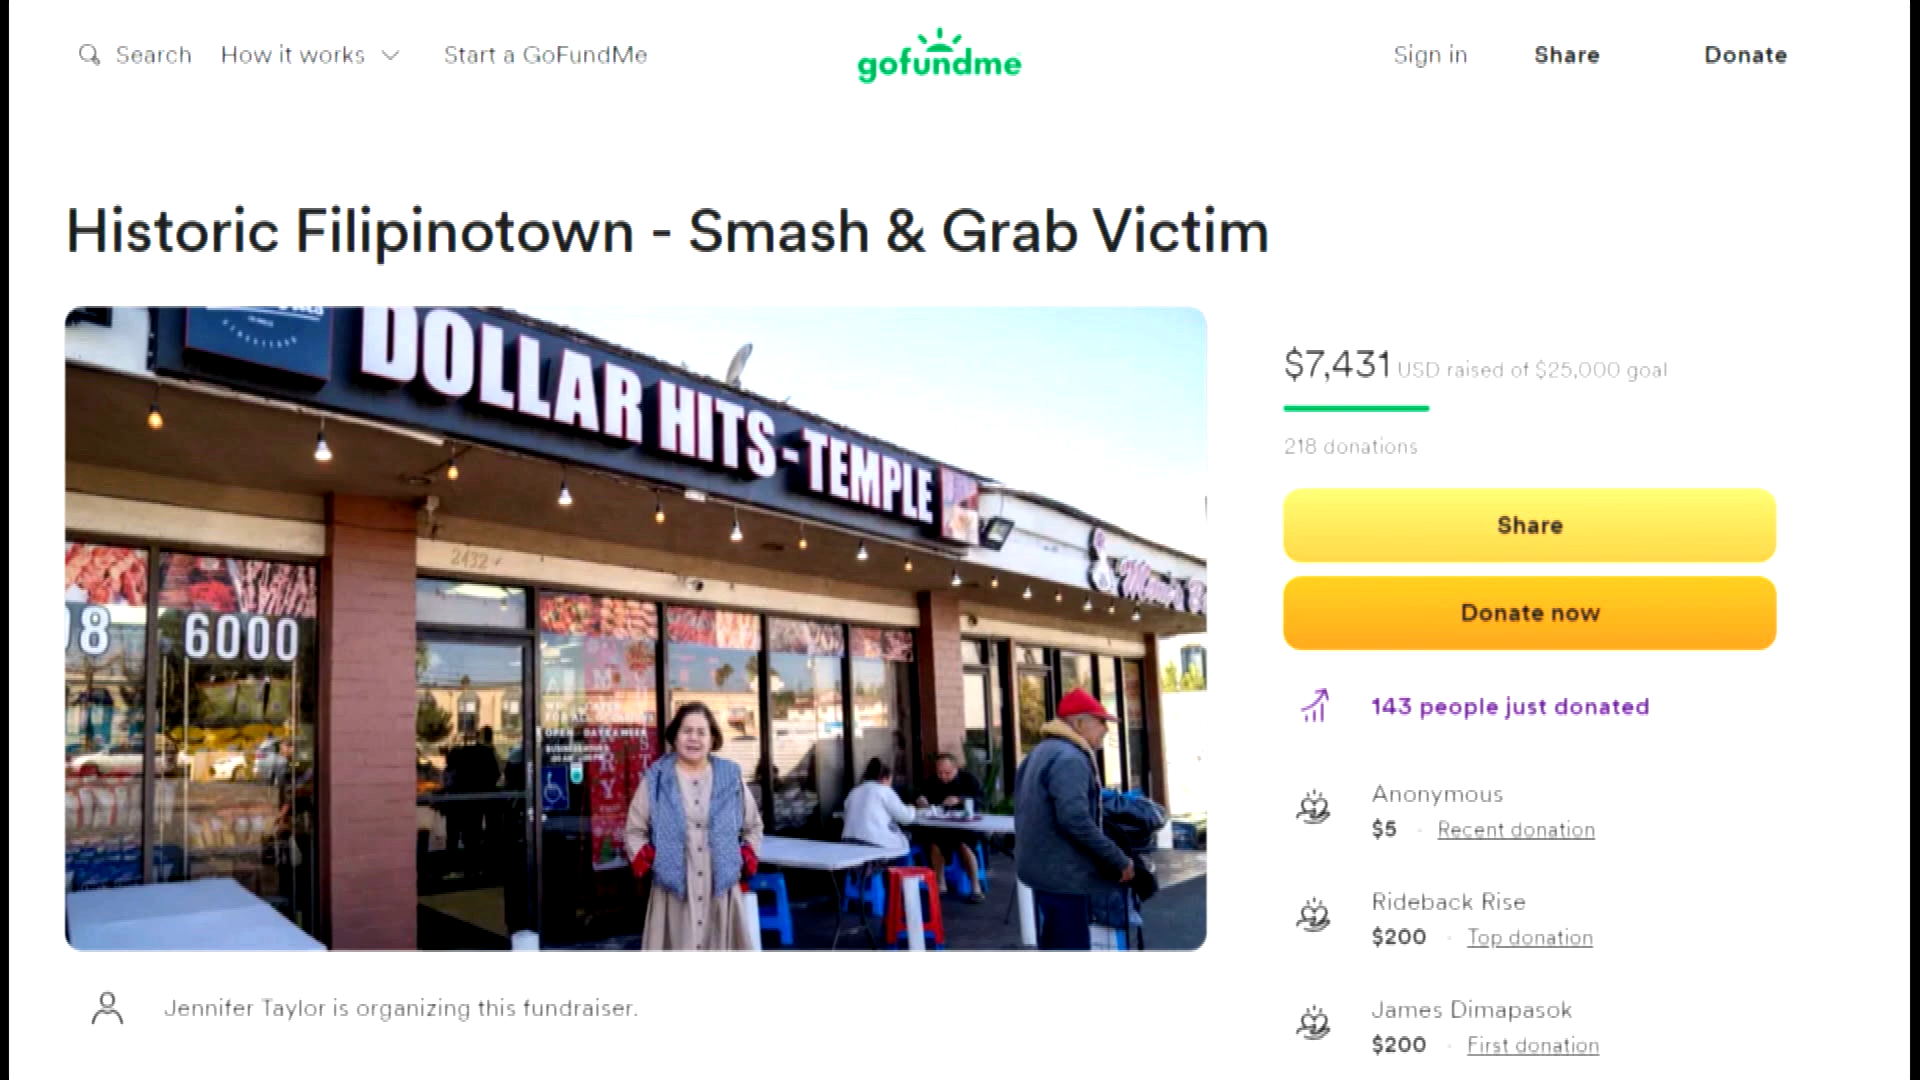 Search
How it works
Start a GoFundMe
gofundme
Sign in
Share
Donate
Historic Filipinotown - Smash & Grab Victim
DOLLAR HITS - TEMPLE
2432
8
6000
$7,431 USD raised of $25,000 goal
218 donations
Share
Donate now
143 people just donated
Anonymous
$5 · Recent donation
Rideback Rise
$200 · Top donation
James Dimapasok
$200 · First donation
Jennifer Taylor is organizing this fundraiser.